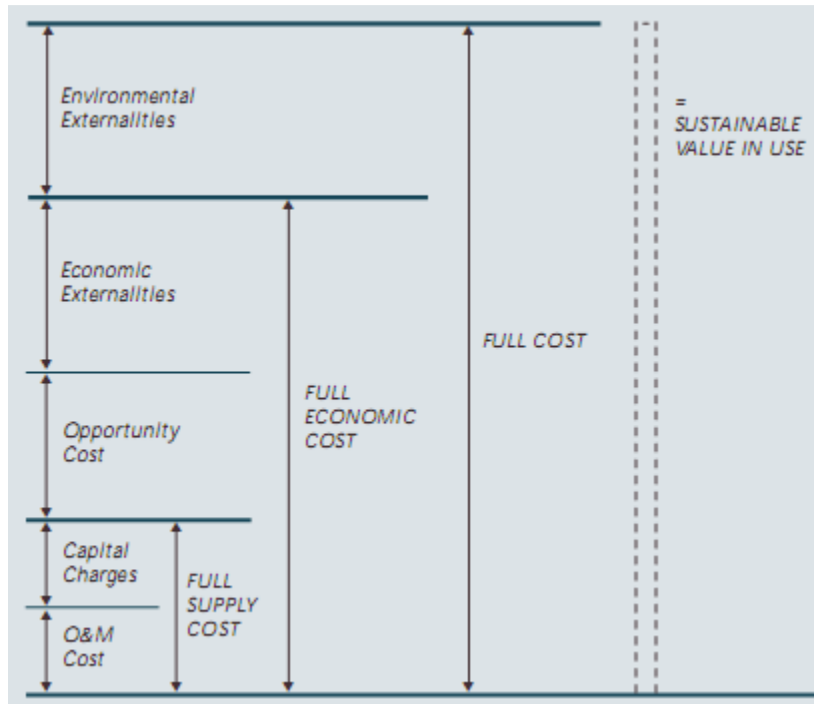 Environmental
Externalities
=
SUSTAINABLE
VALUE IN USE
Economic
Externalities
FULL COST
FULL
ECONOMIC
COST
Opportunity
Cost
Capital
Charges
FULL
SUPPLY
COST
O&M
Cost